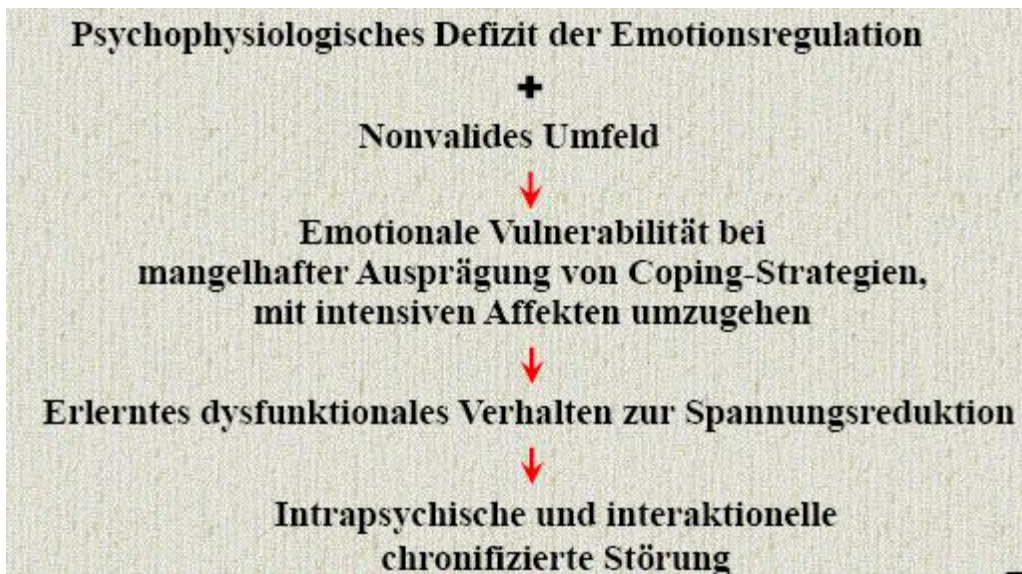 Psychophysiologisches Defizit der Emotionsregulation
+
Nonvalides Umfeld
Emotionale Vulnerabilität bei
mangelhafter Ausprägung von Coping-Strategien,
mit intensiven Affekten umzugehen
Erlerntes dysfunktionales Verhalten zur Spannungsreduktion
Intrapsychische und interaktionelle
chronifizierte Störung